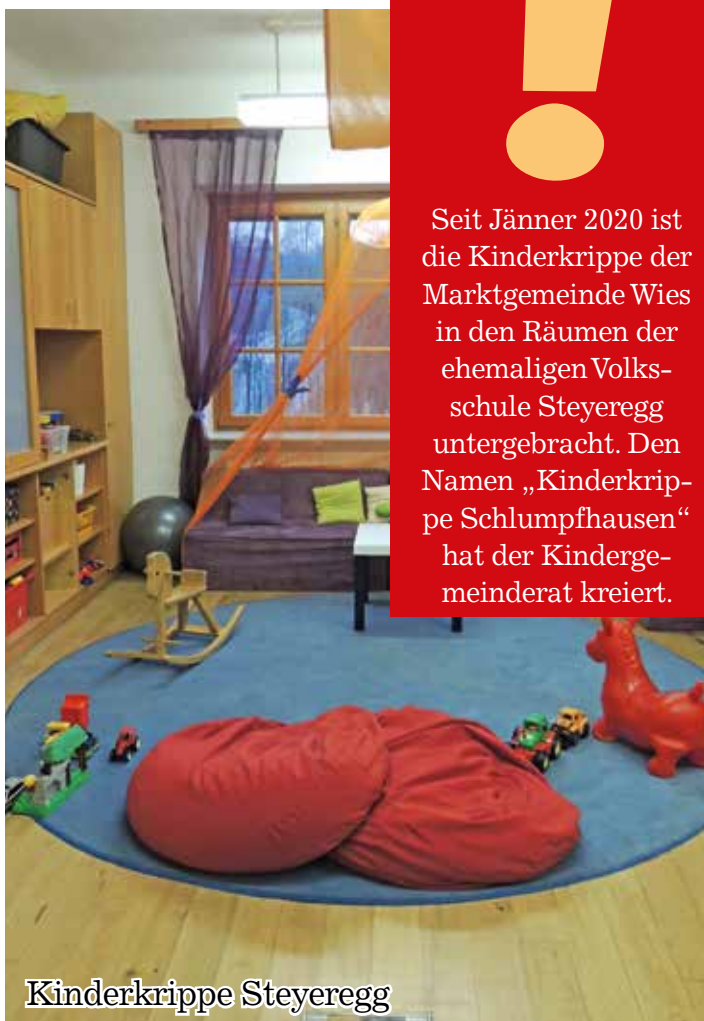 !
Seit Jänner 2020 ist
die Kinderkrippe der
Marktgemeinde Wies
in den Räumen der
ehemaligen Volks-
schule Steyeregg
untergebracht. Den
Namen „Kinderkrip-
pe Schlumpfhausen“
hat der Kinderge-
meinderat kreiert.
Kinderkrippe Steyeregg